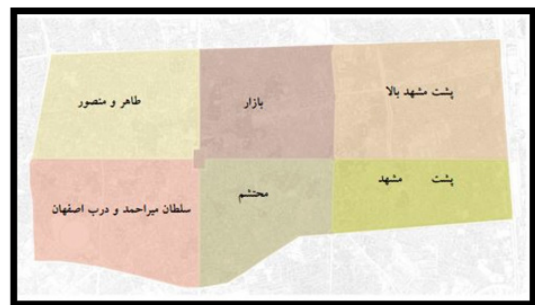 پشت مشهد بالا
بازار
طاهر و منصور
پشت مشهد
محتشم
سلطان میراحمد و درب اصفهان